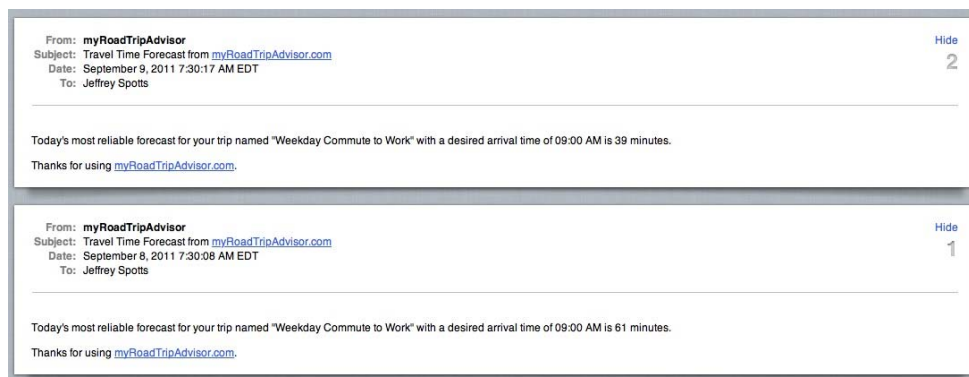 From: myRoadTripAdvisor
Hide
Subject: Travel Time Forecast from myRoadTripAdvisor.com
2
Date: September 9, 2011 7:30:17 AM EDT
To: Jeffrey Spotts
Today's most reliable forecast for your trip named "Weekday Commute to Work" with a desired arrival time of 09:00 AM is 39 minutes.
Thanks for using myRoadTripAdvisor.com.
From: myRoadTripAdvisor
Hide
Subject: Travel Time Forecast from myRoadTripAdvisor.com
1
Date: September 8, 2011 7:30:08 AM EDT
To: Jeffrey Spotts
Today's most reliable forecast for your trip named "Weekday Commute to Work" with a desired arrival time of 09:00 AM is 61 minutes.
Thanks for using myRoadTripAdvisor.com.